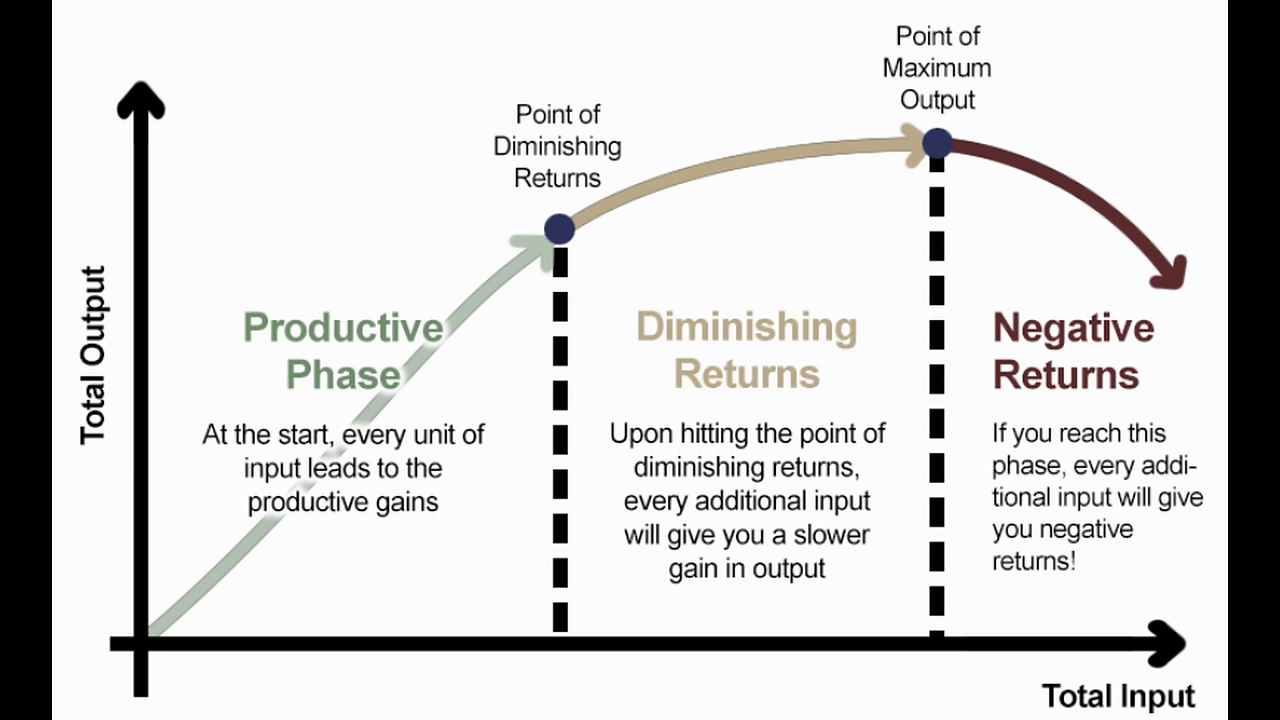 Point of
Maximum
Output
Point of
Diminishing
Returns
Total Output
Productive
Phase
At the start, every unit of
input leads to the
productive gains
Diminishing
Returns
Upon hitting the point of
diminishing returns,
every additional input
will give you a slower
gain in output
Negative
Returns
If you reach this
phase, every addi-
tional input will give
you negative
returns!
Total Input